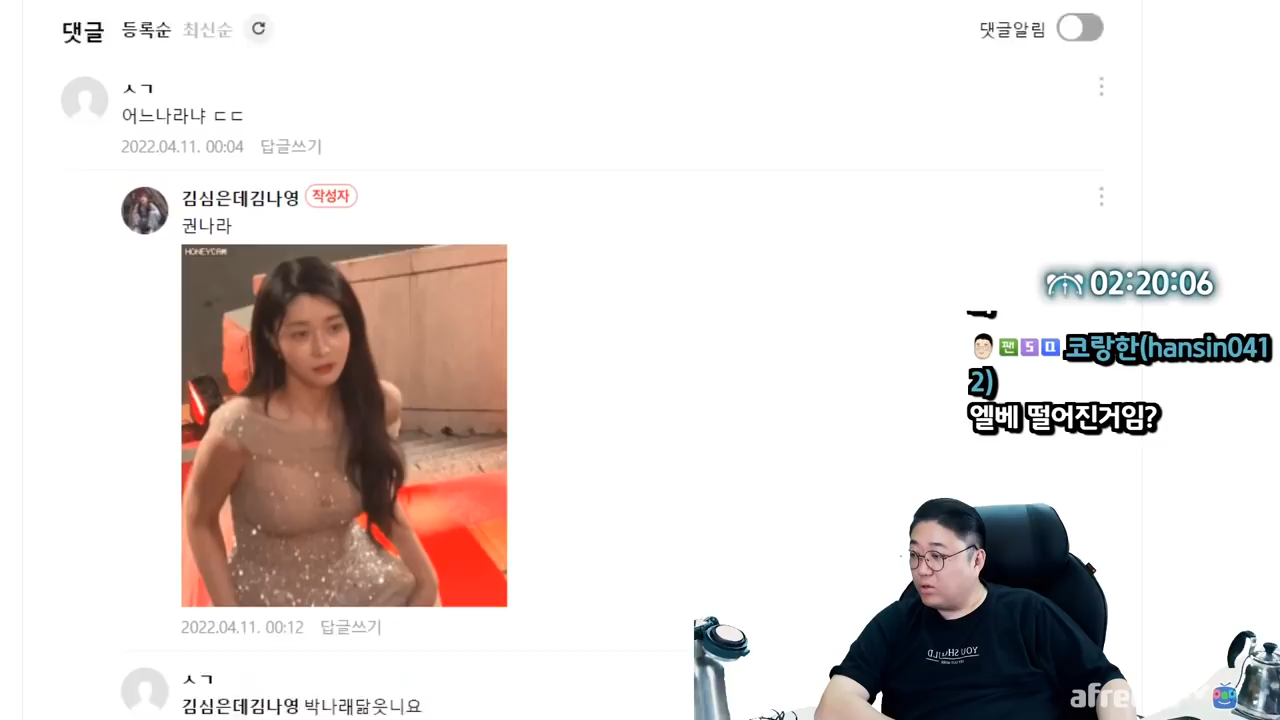 댓글 등록순 최신순
댓글알림
ㅅㄱ
어느나라냐 ㄷㄷ
2022.04.11. 00:04 답글쓰기
김심은데김나영 작성자
권나라
HONEYCAM
2022.04.11. 00:12 답글쓰기
ㅅㄱ
김심은데김나영 박나래닮옷니요
02:20:06
팬 5 코랑한(hansin041
2)
엘베 떨어진거임?